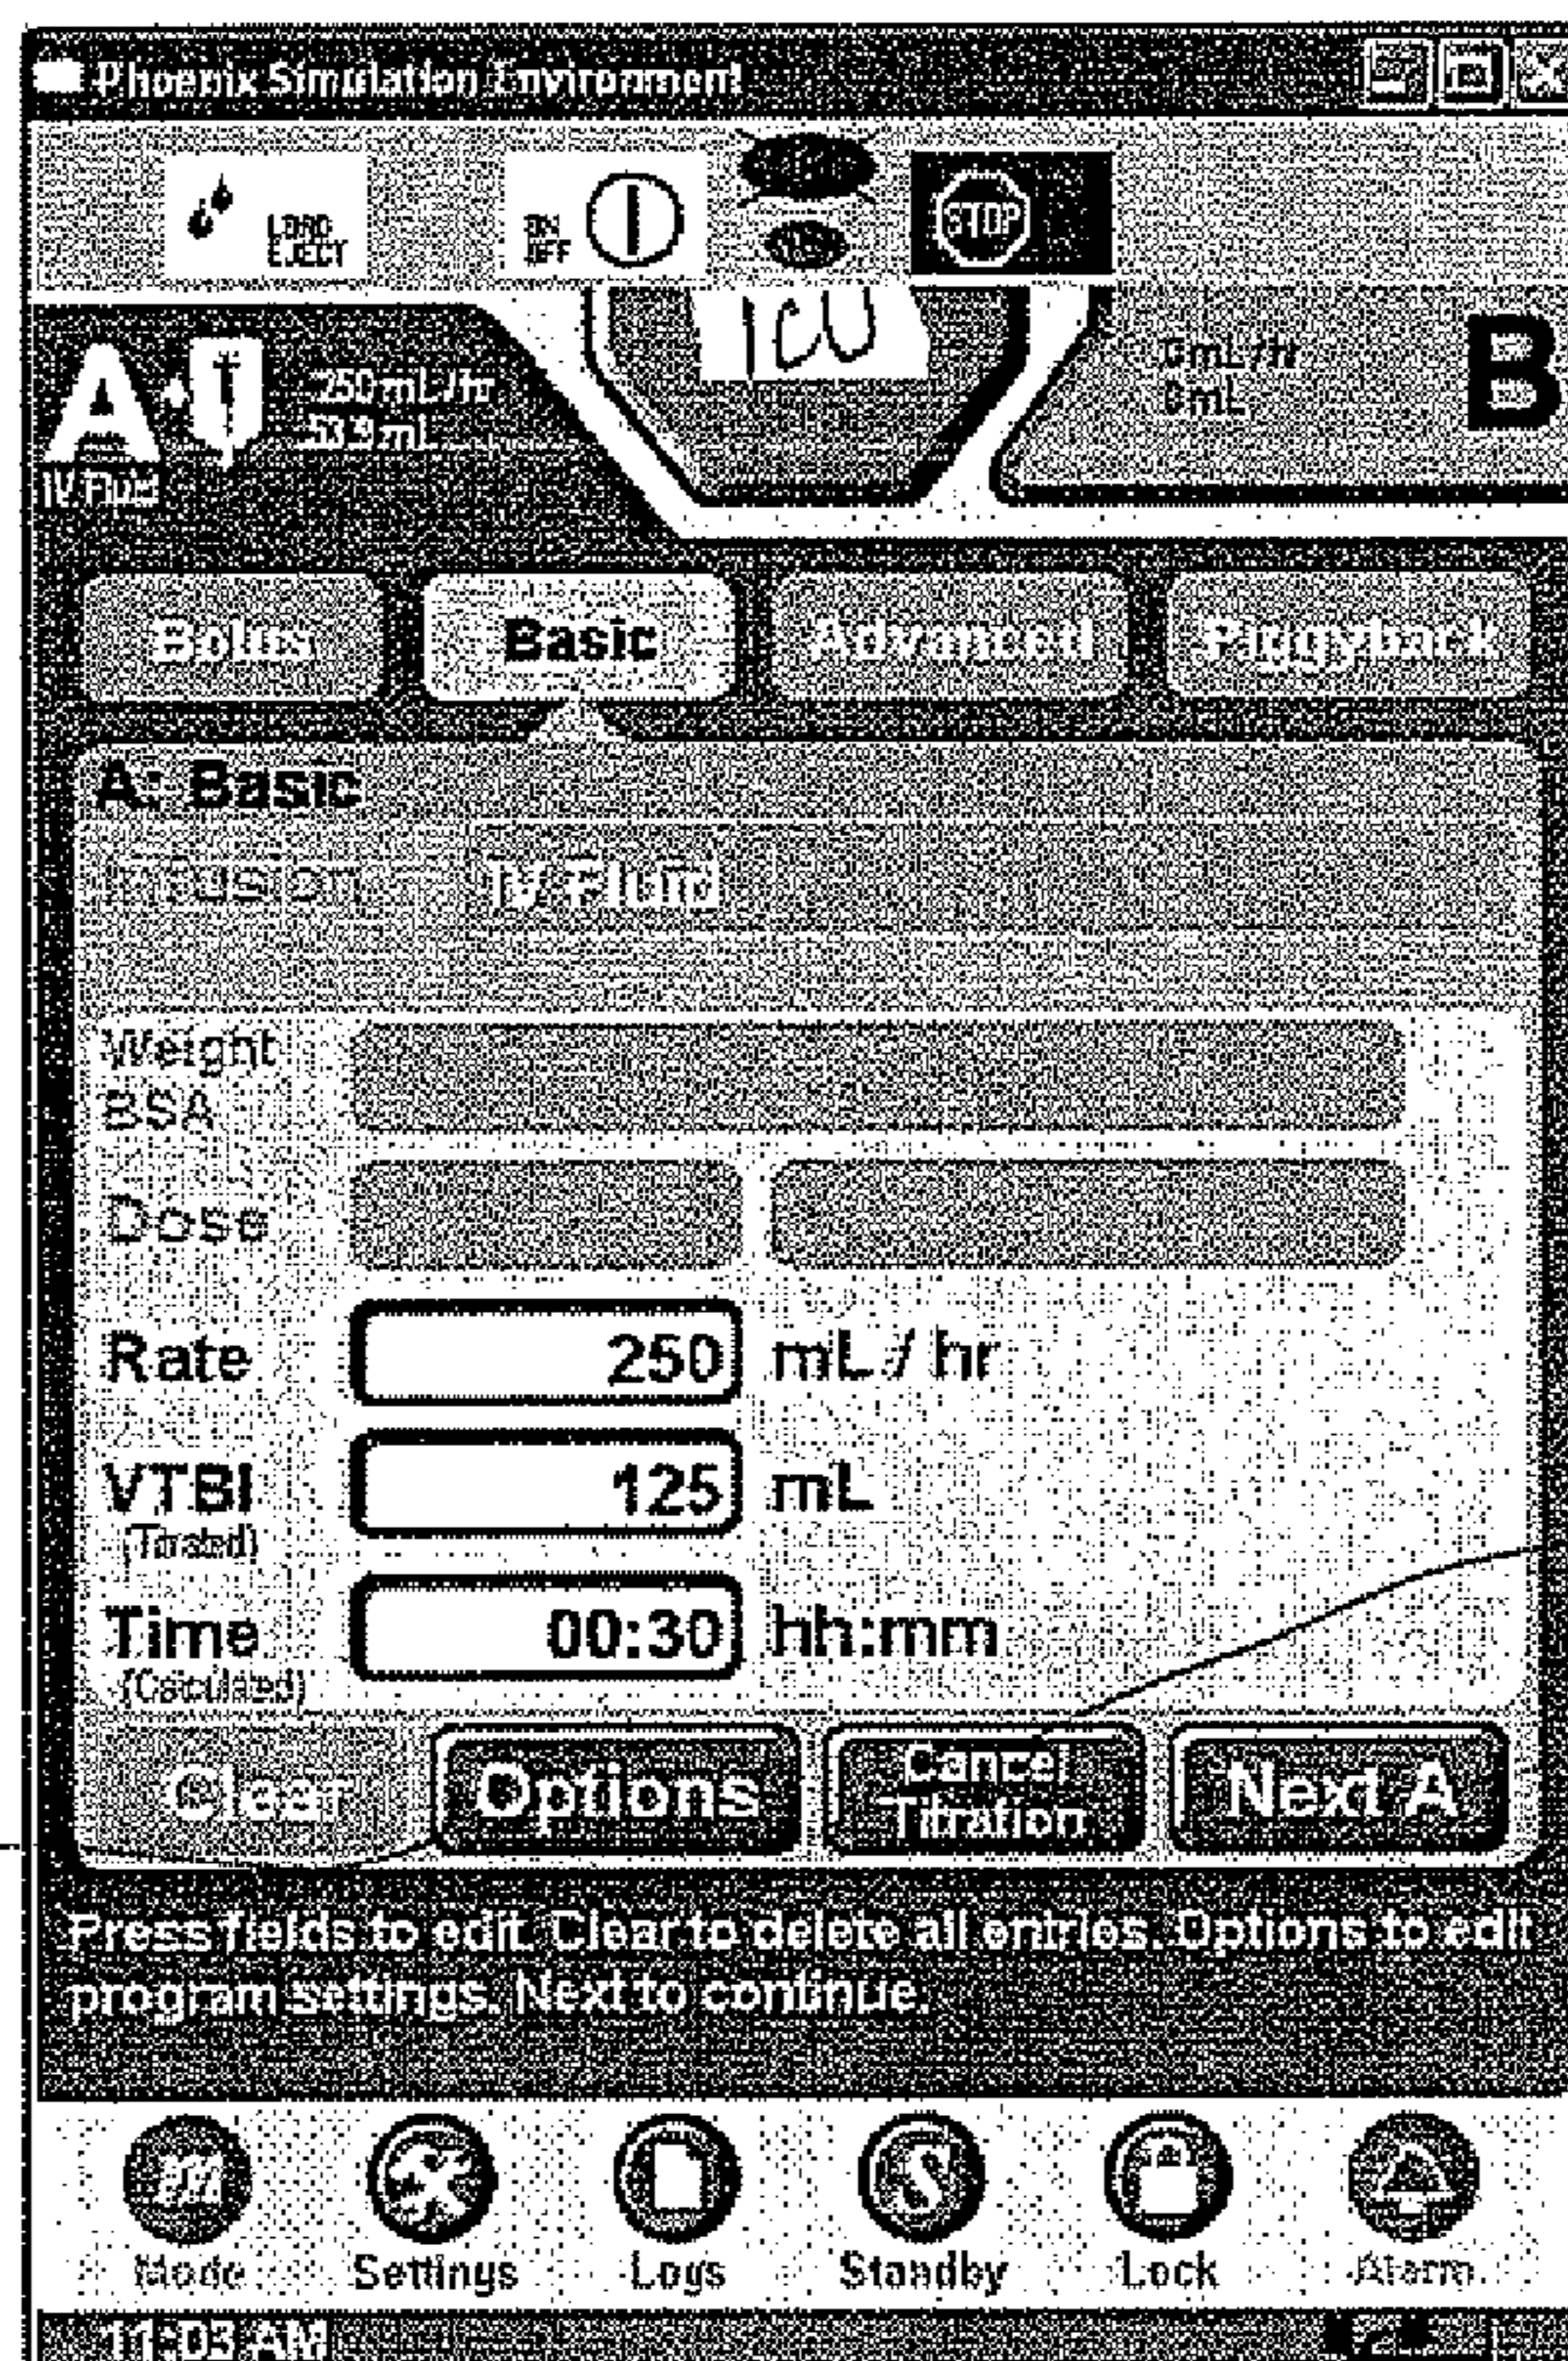 Phoenix Simulation Environment
LOAD
EJECT
ON
OFF
STOP
ICU
A
250 mL/hr
53.9 mL
IV Fluid
0 mL/hr
0 mL
B
Bolus Basic Advanced Piggyback
A: Basic
Infusion IV Fluid
Weight
BSA
Dose
Rate 250 mL / hr
VTBI 125 mL
(Titrated)
Time 00:30 hh:mm
(Calculated)
Clear Options Cancel Titration Next A
Press fields to edit. Clear to delete all entries. Options to edit
program settings. Next to continue.
Mode Settings Logs Standby Lock Alarm
11:03 AM